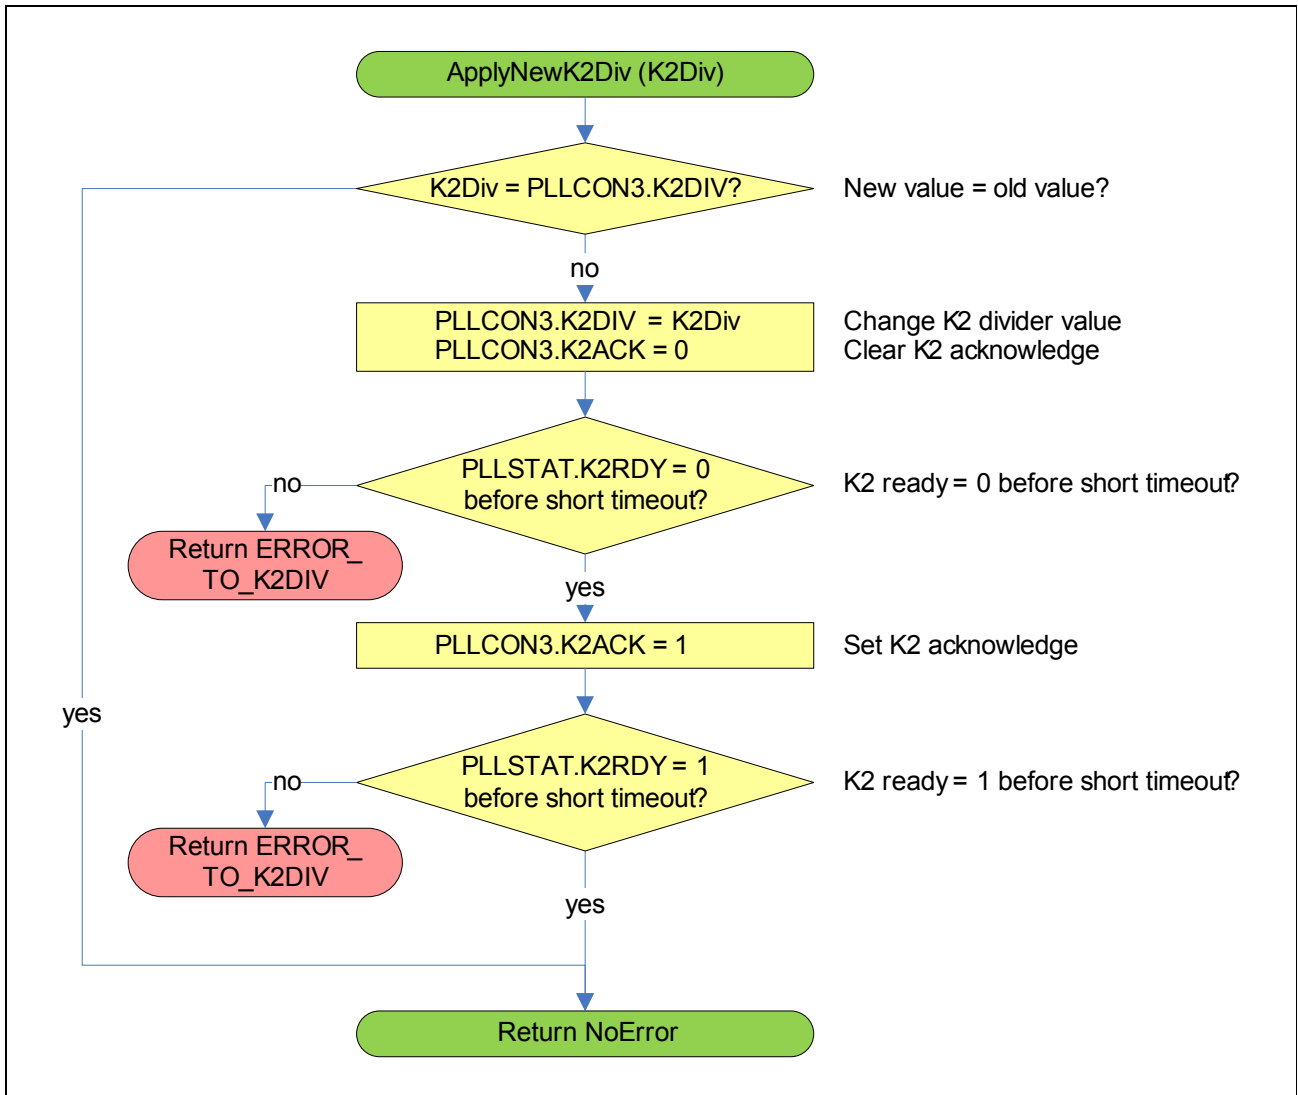 ApplyNewK2Div (K2Div)
K2Div = PLLCON3.K2DIV?
New value = old value?
no
PLLCON3.K2DIV = K2Div
PLLCON3.K2ACK = 0
Change K2 divider value
Clear K2 acknowledge
PLLSTAT.K2RDY = 0
before short timeout?
K2 ready = 0 before short timeout?
no
Return ERROR_
TO_K2DIV
yes
PLLCON3.K2ACK = 1
Set K2 acknowledge
yes
PLLSTAT.K2RDY = 1
before short timeout?
K2 ready = 1 before short timeout?
no
Return ERROR_
TO_K2DIV
yes
Return NoError